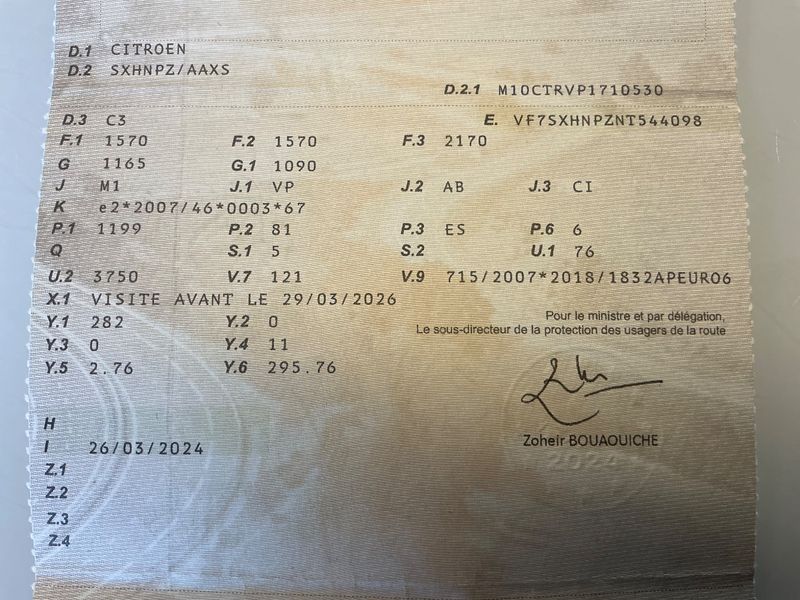 D.1 CITROEN
D.2 SXHNPZ/AAXS
D.2.1 M10CTRVP1710530
D.3 C3 E. VF7SXHNPZNT544098
F.1 1570 F.2 1570 F.3 2170
G 1165 G.1 1090
J M1 J.1 VP J.2 AB J.3 CI
K e2*2007/46*0003*67
P.1 1199 P.2 81 P.3 ES P.6 6
Q S.1 5 S.2 U.1 76
U.2 3750 V.7 121 V.9 715/2007*2018/1832APEURO6
X.1 VISITE AVANT LE 29/03/2026
Y.1 282 Y.2 0
Pour le ministre et par délégation,
Le sous-directeur de la protection des usagers de la route
Y.3 0 Y.4 11
Y.5 2.76 Y.6 295.76
H
Zoheir BOUAOUICHE
I 26/03/2024
Z.1
Z.2
Z.3
Z.4